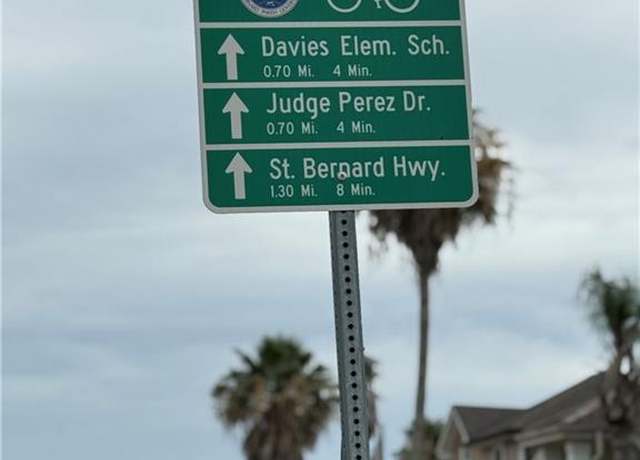 Davies Elem. Sch.
0.70 Mi. 4 Min.
Judge Perez Dr.
0.70 Mi. 4 Min.
St. Bernard Hwy.
1.30 Mi. 8 Min.